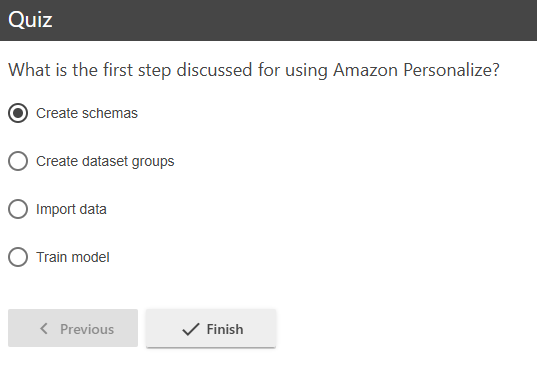 Quiz
What is the first step discussed for using Amazon Personalize?
Create schemas
Create dataset groups
Import data
Train model
Previous
Finish